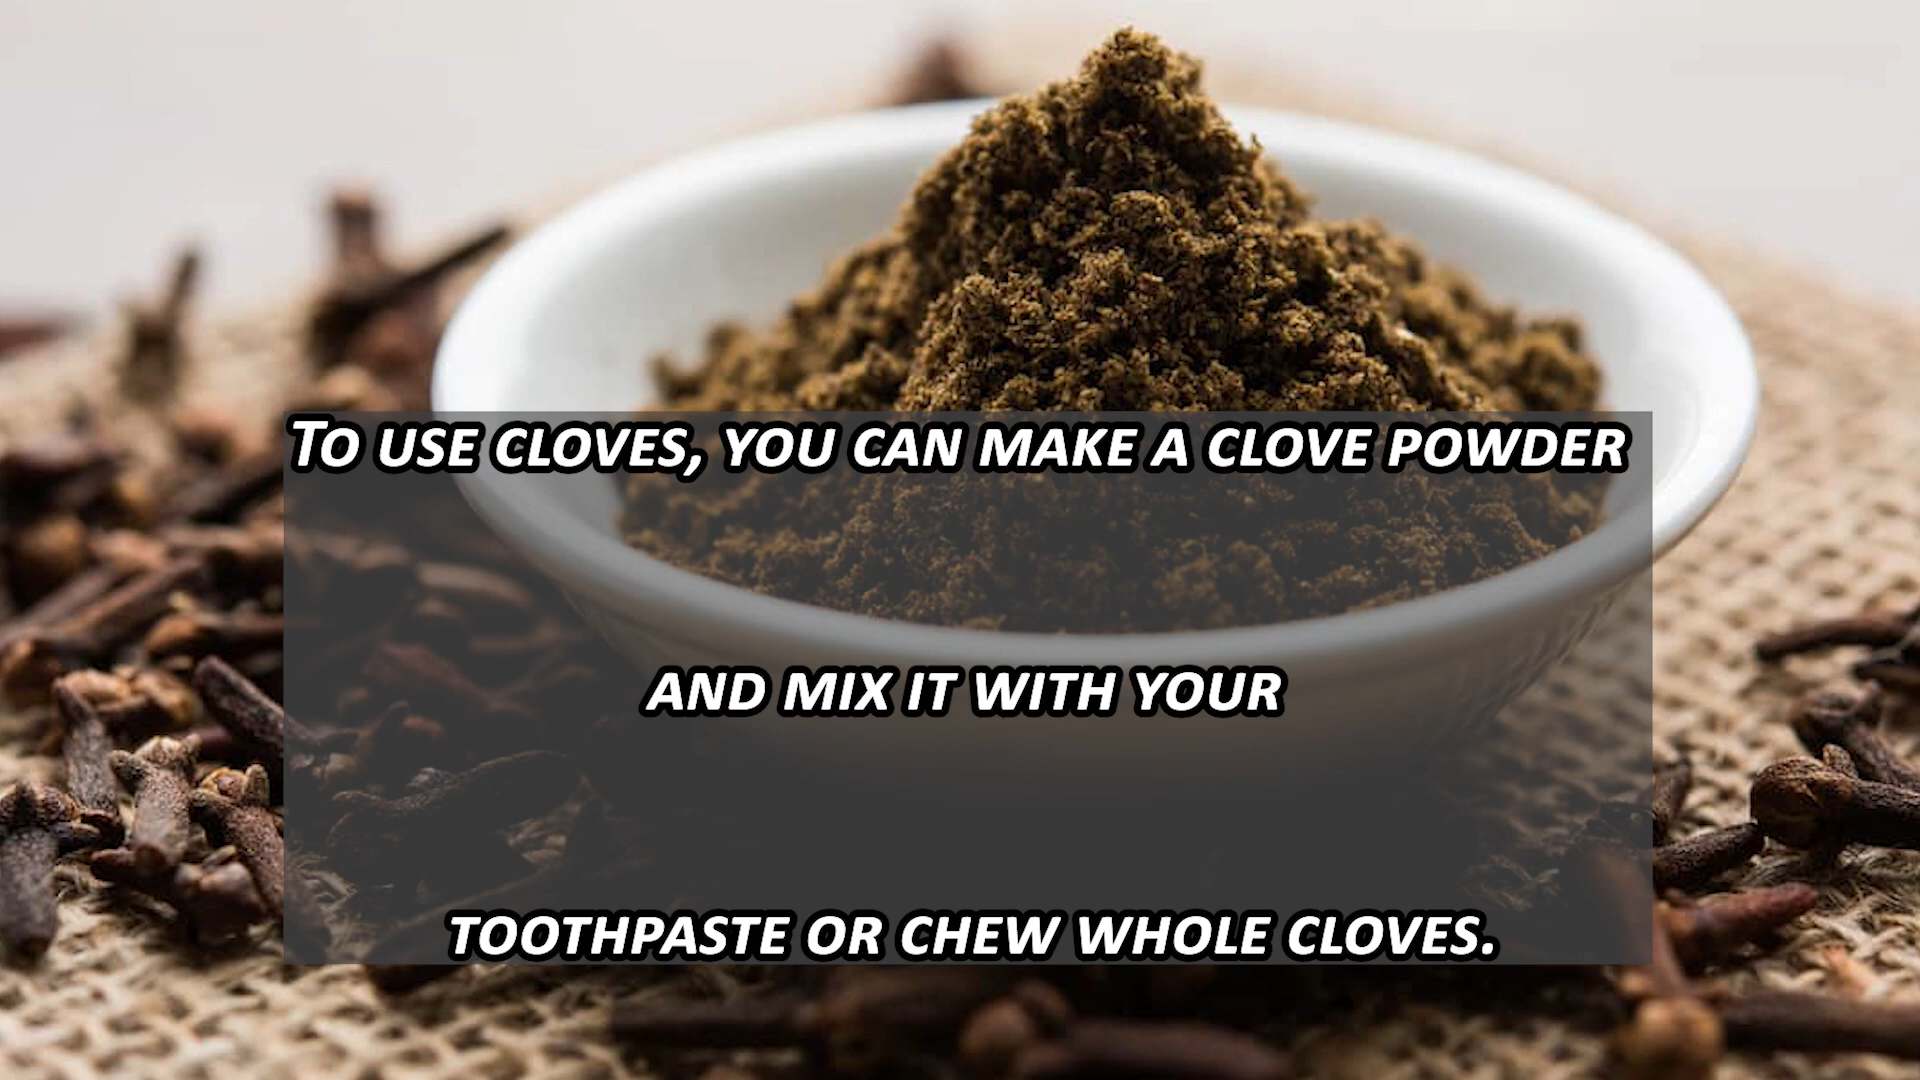 To use cloves, you can make a clove powder
and mix it with your
toothpaste or chew whole cloves.